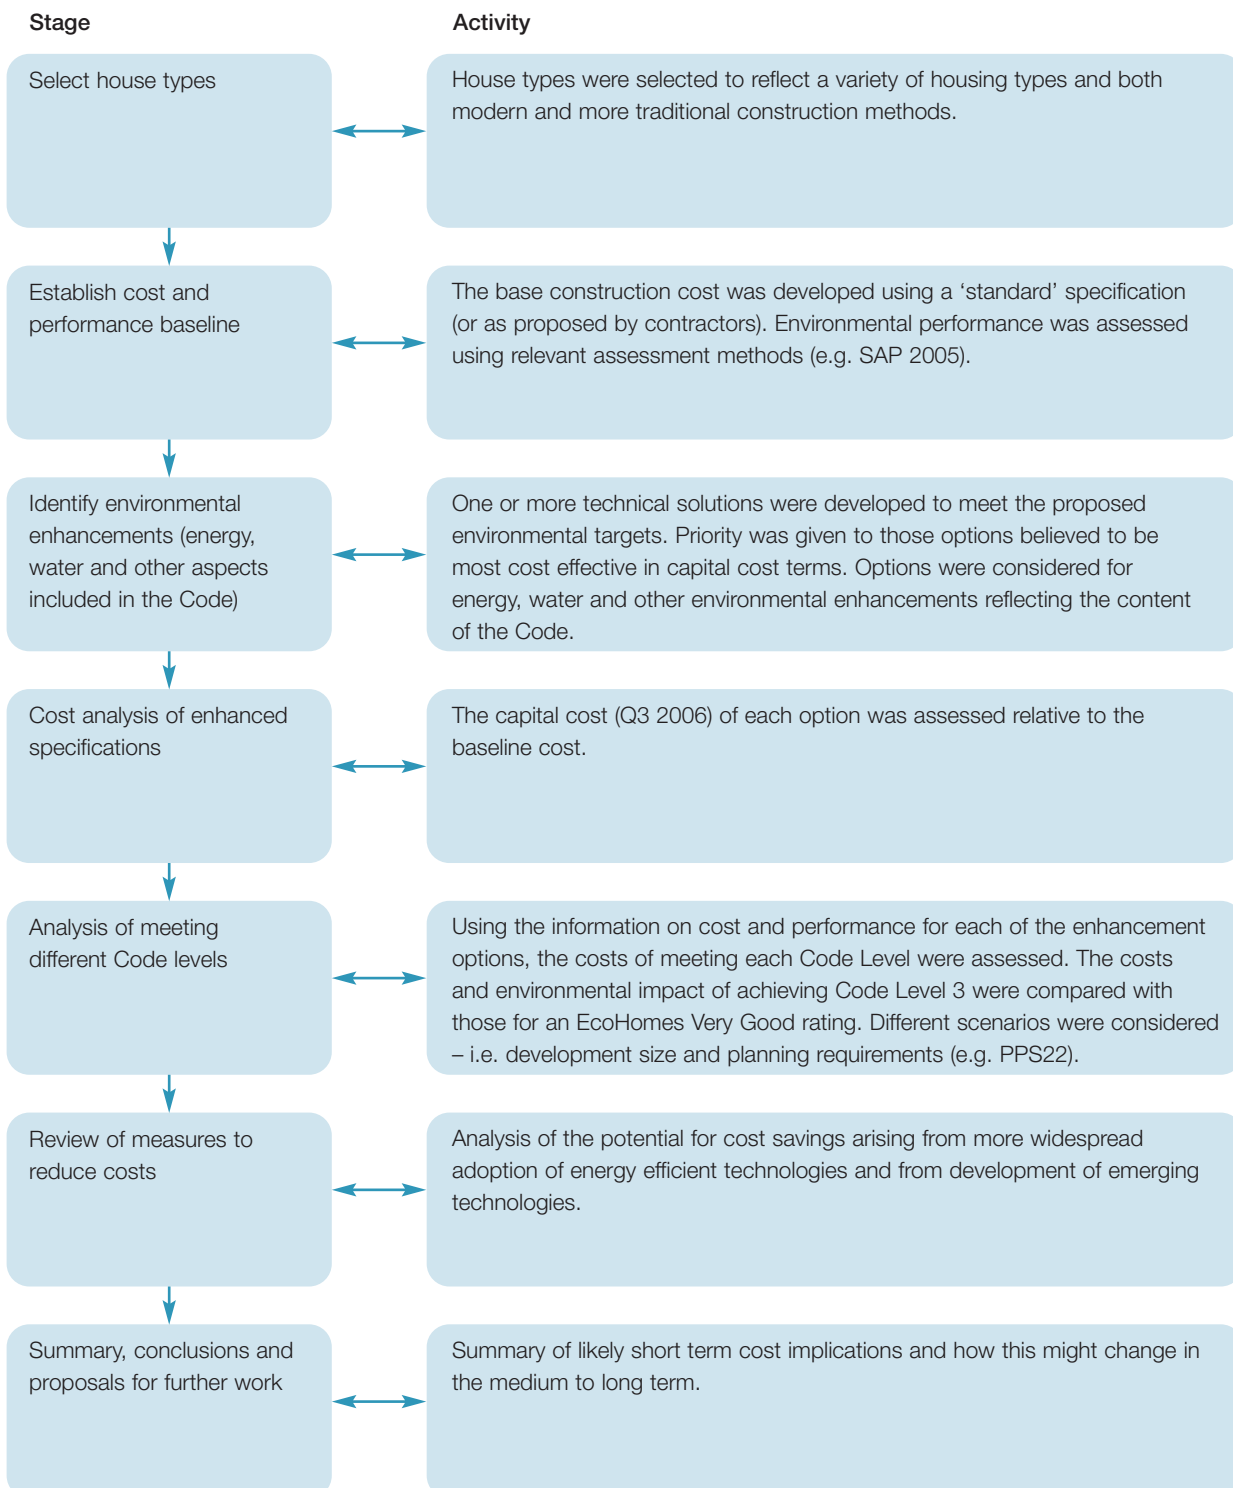 Stage
Activity
Select house types
House types were selected to reflect a variety of housing types and both
modern and more traditional construction methods.
Establish cost and
performance baseline
The base construction cost was developed using a ‘standard’ specification
(or as proposed by contractors). Environmental performance was assessed
using relevant assessment methods (e.g. SAP 2005).
Identify environmental
enhancements (energy,
water and other aspects
included in the Code)
One or more technical solutions were developed to meet the proposed
environmental targets. Priority was given to those options believed to be
most cost effective in capital cost terms. Options were considered for
energy, water and other environmental enhancements reflecting the content
of the Code.
Cost analysis of enhanced
specifications
The capital cost (Q3 2006) of each option was assessed relative to the
baseline cost.
Analysis of meeting
different Code levels
Using the information on cost and performance for each of the enhancement
options, the costs of meeting each Code Level were assessed. The costs
and environmental impact of achieving Code Level 3 were compared with
those for an EcoHomes Very Good rating. Different scenarios were considered
– i.e. development size and planning requirements (e.g. PPS22).
Review of measures to
reduce costs
Analysis of the potential for cost savings arising from more widespread
adoption of energy efficient technologies and from development of emerging
technologies.
Summary, conclusions and
proposals for further work
Summary of likely short term cost implications and how this might change in
the medium to long term.